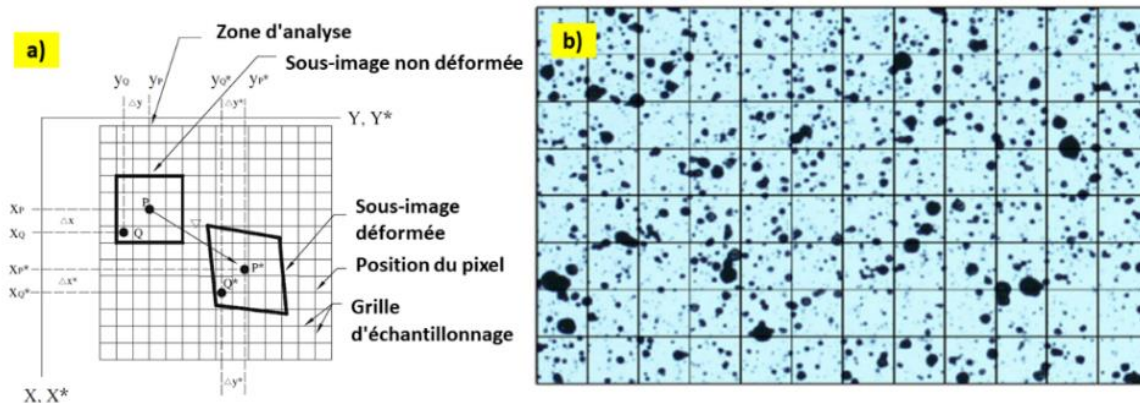 a)
Zone d'analyse
Sous-image non déformée
yQ yP yQ* yP*
△y △y*
Y, Y*
P
xP
△x
xQ
Q
▽
Sous-image
déformée
xP*
P*
△x*
Q*
xQ*
Position du pixel
Grille
d'échantillonnage
△y*
X, X*
b)